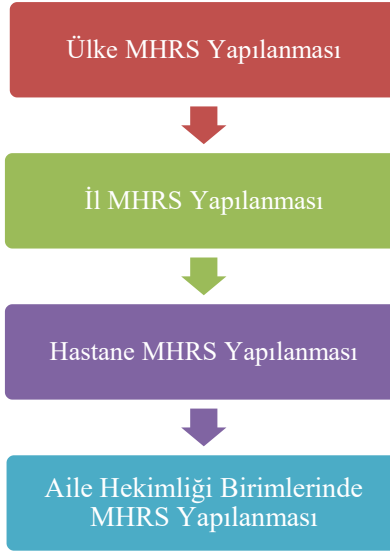 Ülke MHRS Yapılanması
İl MHRS Yapılanması
Hastane MHRS Yapılanması
Aile Hekimliği Birimlerinde
MHRS Yapılanması